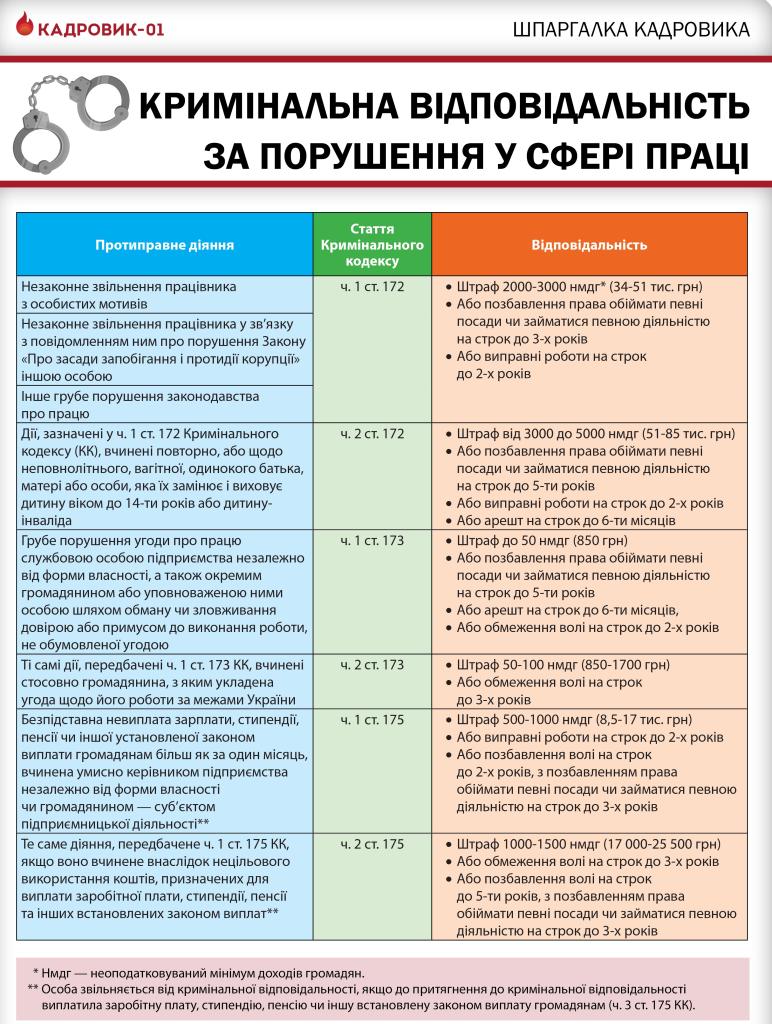 КАДРОВИК-01
ШПАРГАЛКА КАДРОВИКА
КРИМІНАЛЬНА ВІДПОВІДАЛЬНІСТЬ
ЗА ПОРУШЕННЯ У СФЕРІ ПРАЦІ
Протиправне діяння
Стаття
Кримінального
кодексу
Відповідальність
Незаконне звільнення працівника
з особистих мотивів
Незаконне звільнення працівника у зв’язку
з повідомленням ним про порушення Закону
«Про засади запобігання і протидії корупції»
іншою особою
Інше грубе порушення законодавства
про працю
ч. 1 ст. 172
• Штраф 2000-3000 нмдг* (34-51 тис. грн)
• Або позбавлення права обіймати певні
посади чи займатися певною діяльністю
на строк до 3-х років
• Або виправні роботи на строк
до 2-х років
Дії, зазначені у ч. 1 ст. 172 Кримінального
кодексу (КК), вчинені повторно, або щодо
неповнолітнього, вагітної, одинокого батька,
матері або особи, яка їх замінює і виховує
дитину віком до 14-ти років або дитину-
інваліда
ч. 2 ст. 172
• Штраф від 3000 до 5000 нмдг (51-85 тис. грн)
• Або позбавлення права обіймати певні
посади чи займатися певною діяльністю
на строк до 5-ти років
• Або виправні роботи на строк до 2-х років
• Або арешт на строк до 6-ти місяців
Грубе порушення угоди про працю
службовою особою підприємства незалежно
від форми власності, а також окремим
громадянином або уповноваженою ними
особою шляхом обману чи зловживання
довірою або примусом до виконання роботи,
не обумовленої угодою
ч. 1 ст. 173
• Штраф до 50 нмдг (850 грн)
• Або позбавлення права обіймати певні
посади чи займатися певною діяльністю
на строк до 5-ти років
• Або арешт на строк до 6-ти місяців,
• Або обмеження волі на строк до 2-х років
Ті самі дії, передбачені ч. 1 ст. 173 КК, вчинені
стосовно громадянина, з яким укладена
угода щодо його роботи за межами України
ч. 2 ст. 173
• Штраф 50-100 нмдг (850-1700 грн)
• Або обмеження волі на строк
до 3-х років
Безпідставна невиплата зарплати, стипендії,
пенсії чи іншої установленої законом
виплати громадянам більш як за один місяць,
вчинена умисно керівником підприємства
незалежно від форми власності
чи громадянином — суб’єктом
підприємницької діяльності**
ч. 1 ст. 175
• Штраф 500-1000 нмдг (8,5-17 тис. грн)
• Або виправні роботи на строк до 2-х років
• Або позбавлення волі на строк
до 2-х років, з позбавленням права
обіймати певні посади чи займатися певною
діяльністю на строк до 3-х років
Те саме діяння, передбачене ч. 1 ст. 175 КК,
якщо воно вчинене внаслідок нецільового
використання коштів, призначених для
виплати заробітної плати, стипендії, пенсії
та інших встановлених законом виплат**
ч. 2 ст. 175
• Штраф 1000-1500 нмдг (17 000-25 500 грн)
• Або обмеження волі на строк до 3-х років
• Або позбавлення волі на строк
до 5-ти років, з позбавленням права
обіймати певні посади чи займатися певною
діяльністю на строк до 3-х років
* Нмдг — неоподатковуваний мінімум доходів громадян.
** Особа звільняється від кримінальної відповідальності, якщо до притягнення до кримінальної відповідальності
виплатила заробітну плату, стипендію, пенсію чи іншу встановлену законом виплату громадянам (ч. 3 ст. 175 КК).